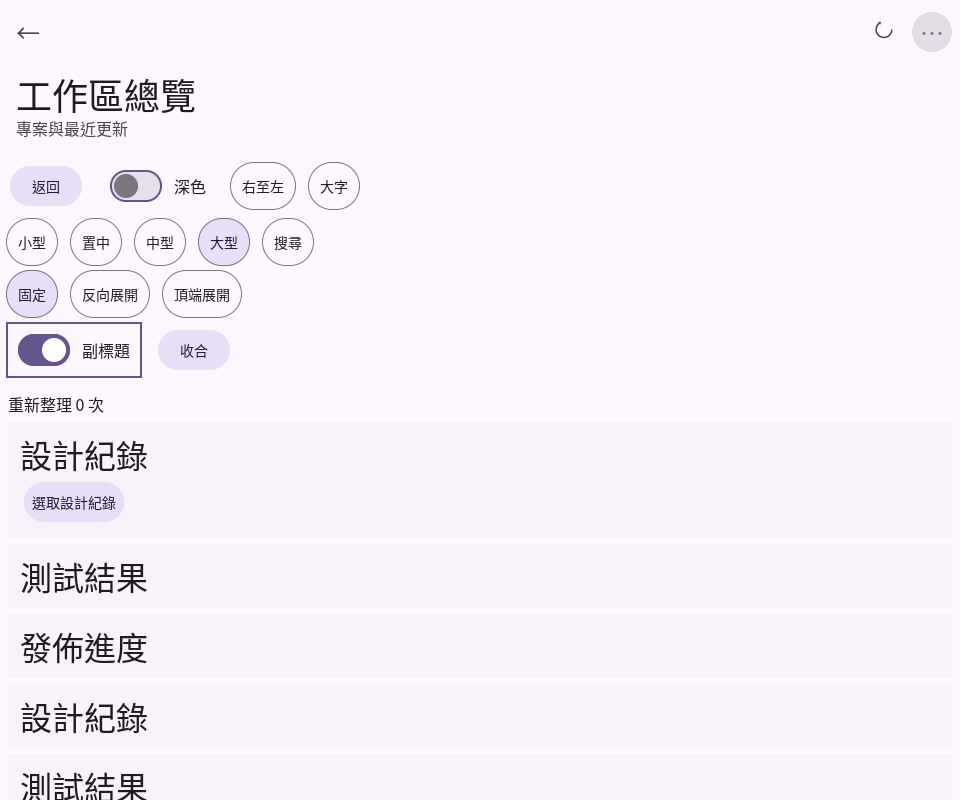 工作區總覽
專案與最近更新
返回 深色 右至左 大字
小型 置中 中型 大型 搜尋
固定 反向展開 頂端展開
副標題 收合
重新整理 0 次
設計紀錄
選取設計紀錄
測試結果
發佈進度
設計紀錄
測試結果